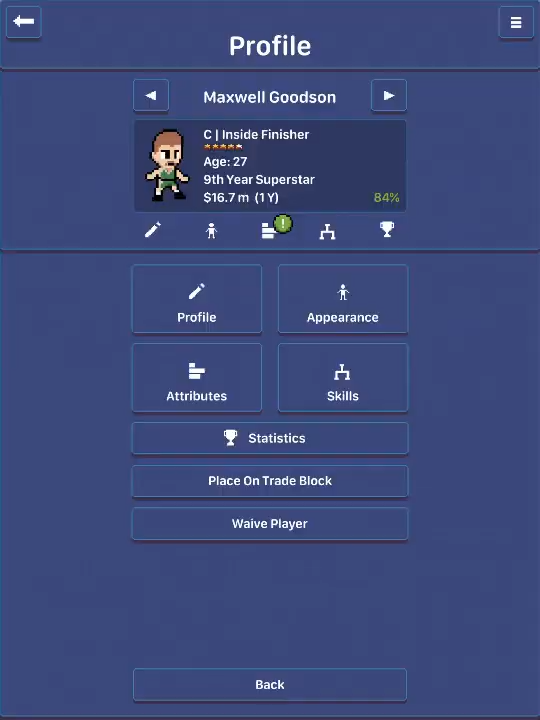 Profile
Maxwell Goodson
C | Inside Finisher
Age: 27
9th Year Superstar
$16.7 m (1 Y)
84%
!
Profile
Appearance
Attributes
Skills
Statistics
Place On Trade Block
Waive Player
Back